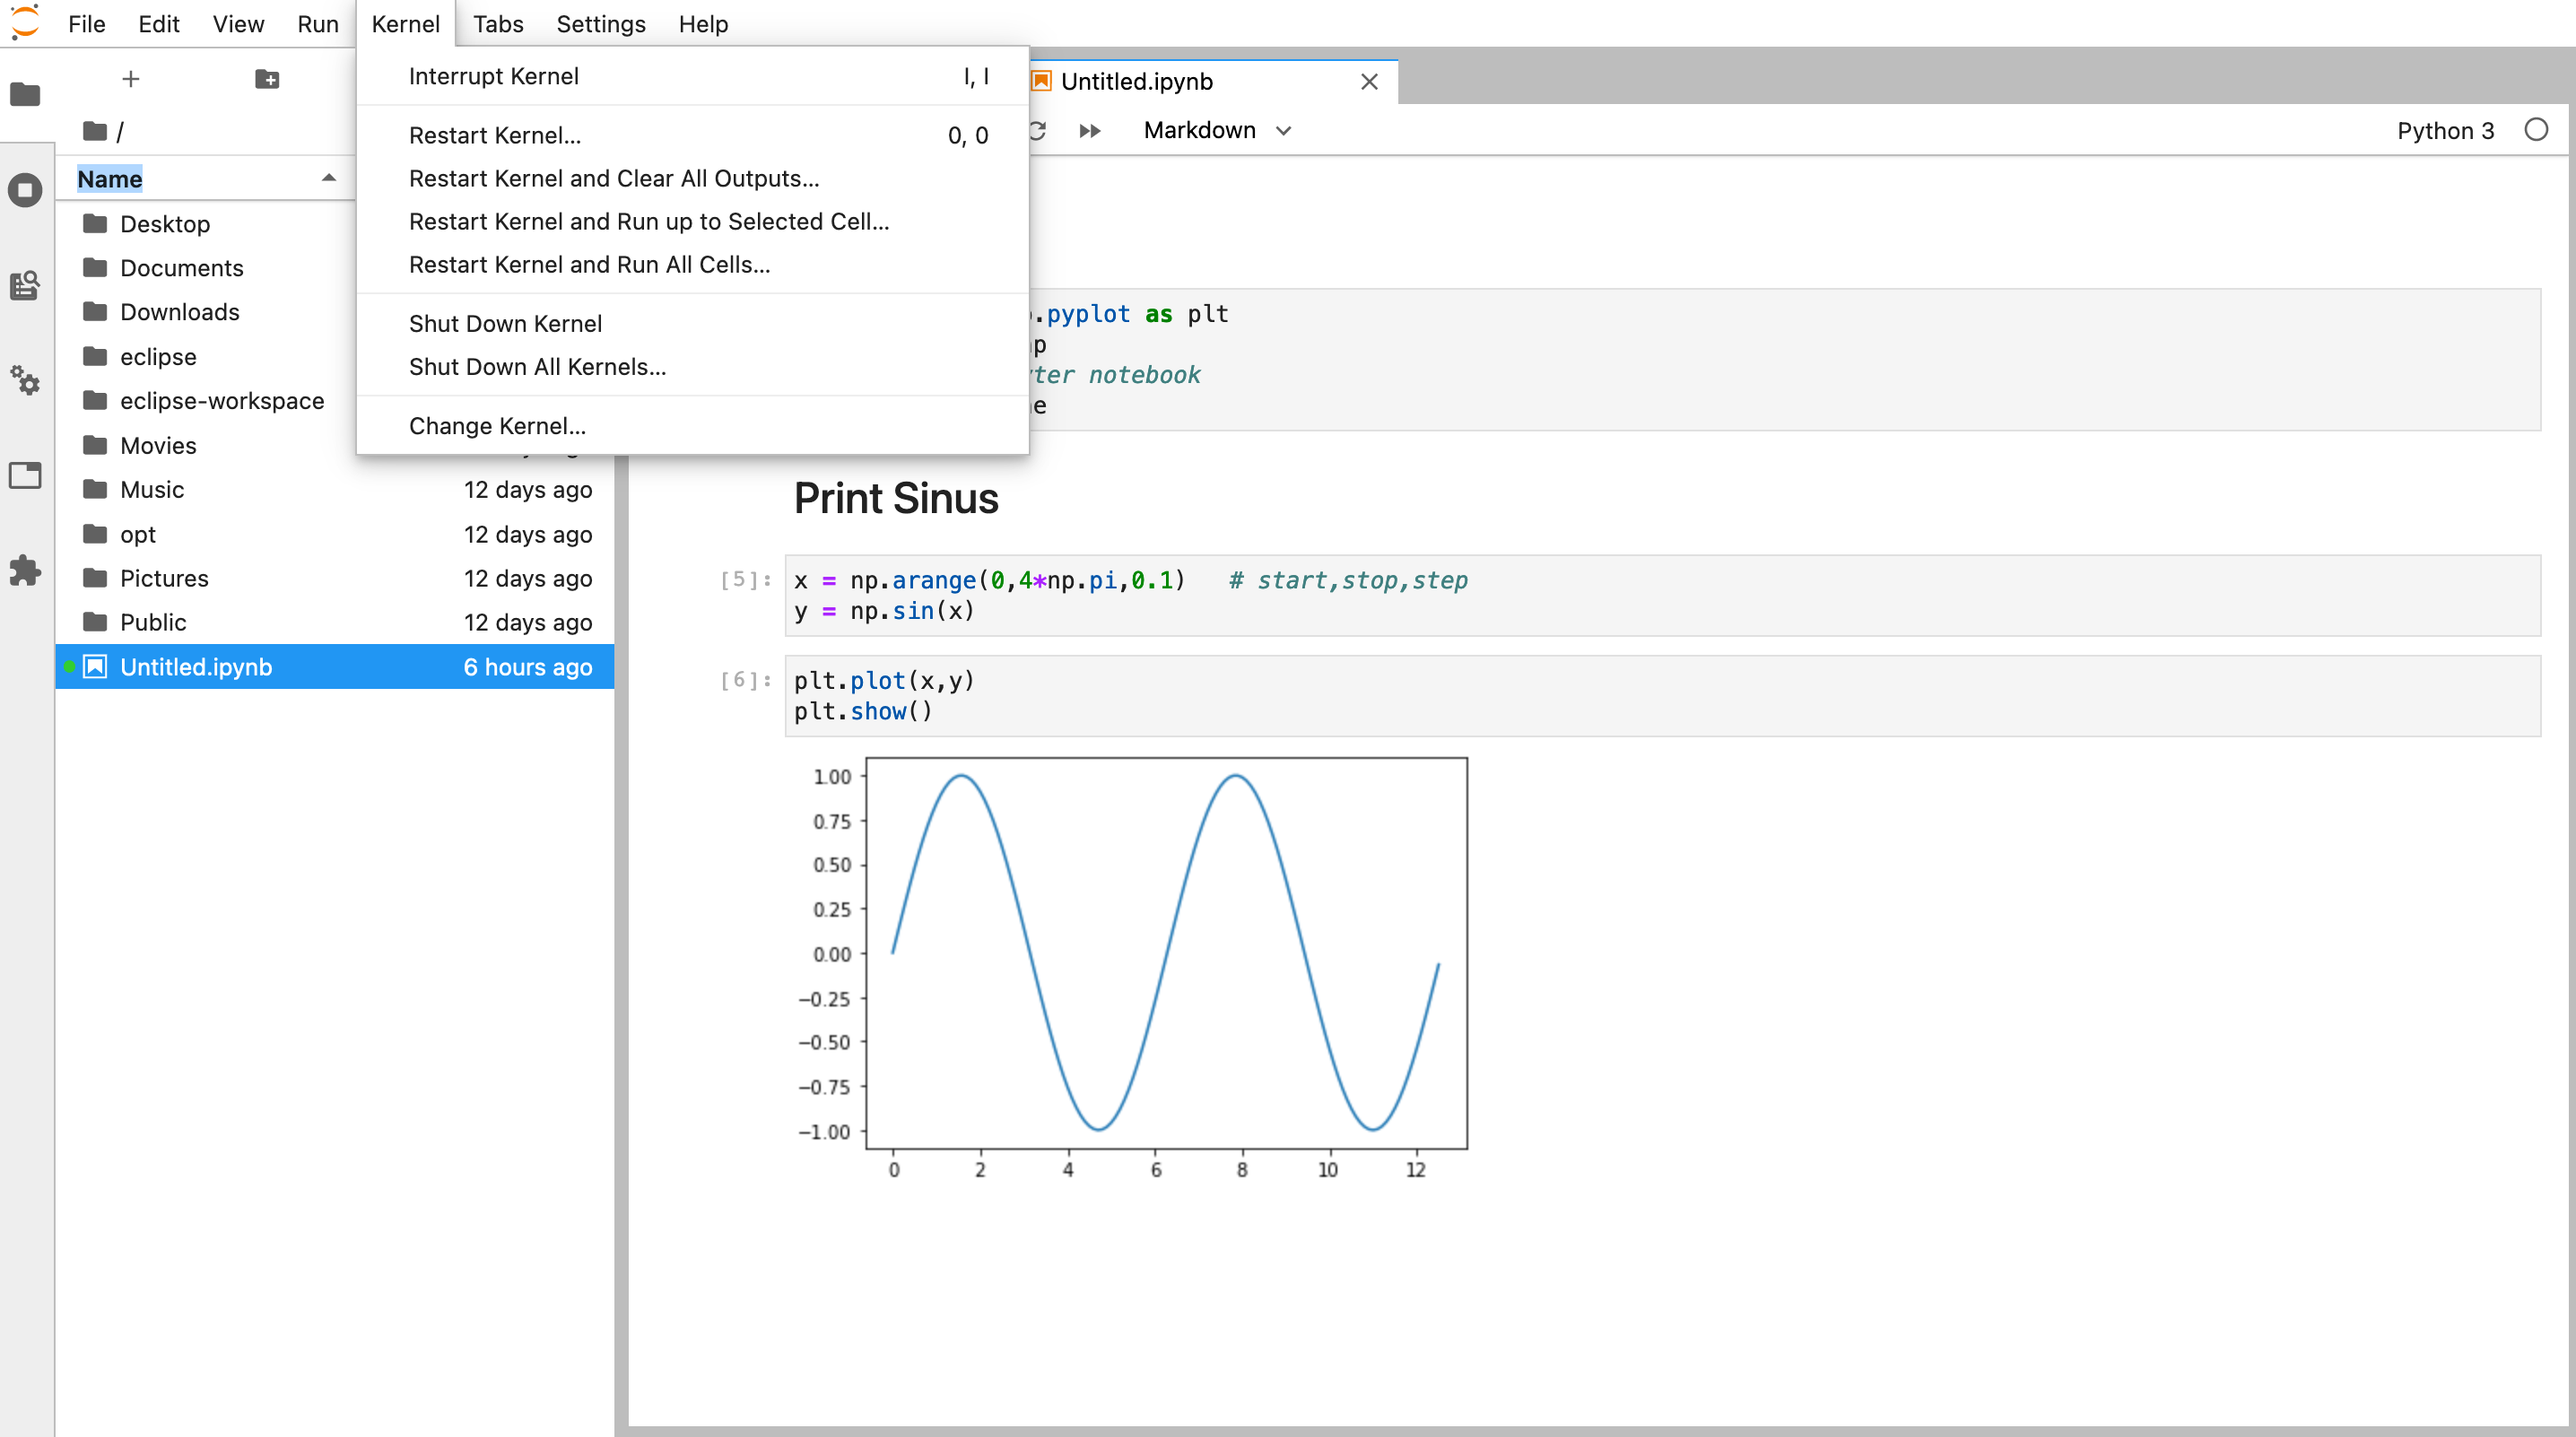 File Edit View Run Kernel Tabs Settings Help
Interrupt Kernel I, I
Restart Kernel... 0, 0
Restart Kernel and Clear All Outputs...
Restart Kernel and Run up to Selected Cell...
Restart Kernel and Run All Cells...
Shut Down Kernel
Shut Down All Kernels...
Change Kernel...
/
Name
Desktop
Documents
Downloads
eclipse
eclipse-workspace
Movies
Music 12 days ago
opt 12 days ago
Pictures 12 days ago
Public 12 days ago
Untitled.ipynb 6 hours ago
Untitled.ipynb
Markdown
Python 3
.pyplot as plt
notebook
Print Sinus
[5]: x = np.arange(0,4*np.pi,0.1) # start,stop,step
y = np.sin(x)
[6]: plt.plot(x,y)
plt.show()
1.00
0.75
0.50
0.25
0.00
−0.25
−0.50
−0.75
−1.00
0 2 4 6 8 10 12